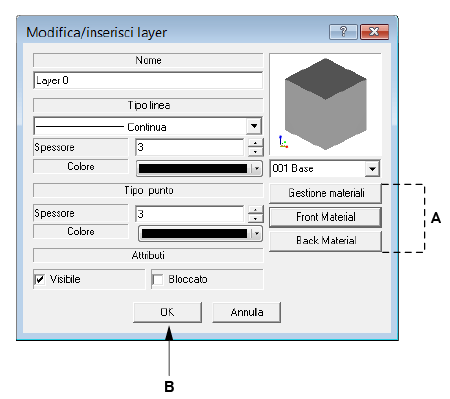 Modifica/inserisci layer
Nome
Layer 0
Tipo linea
Continua
Spessore 3
Colore
001 Base
Tipo punto
Gestione materiali
Spessore 3
Front Material
A
Colore
Back Material
Attributi
Visibile Bloccato
OK Annulla
B